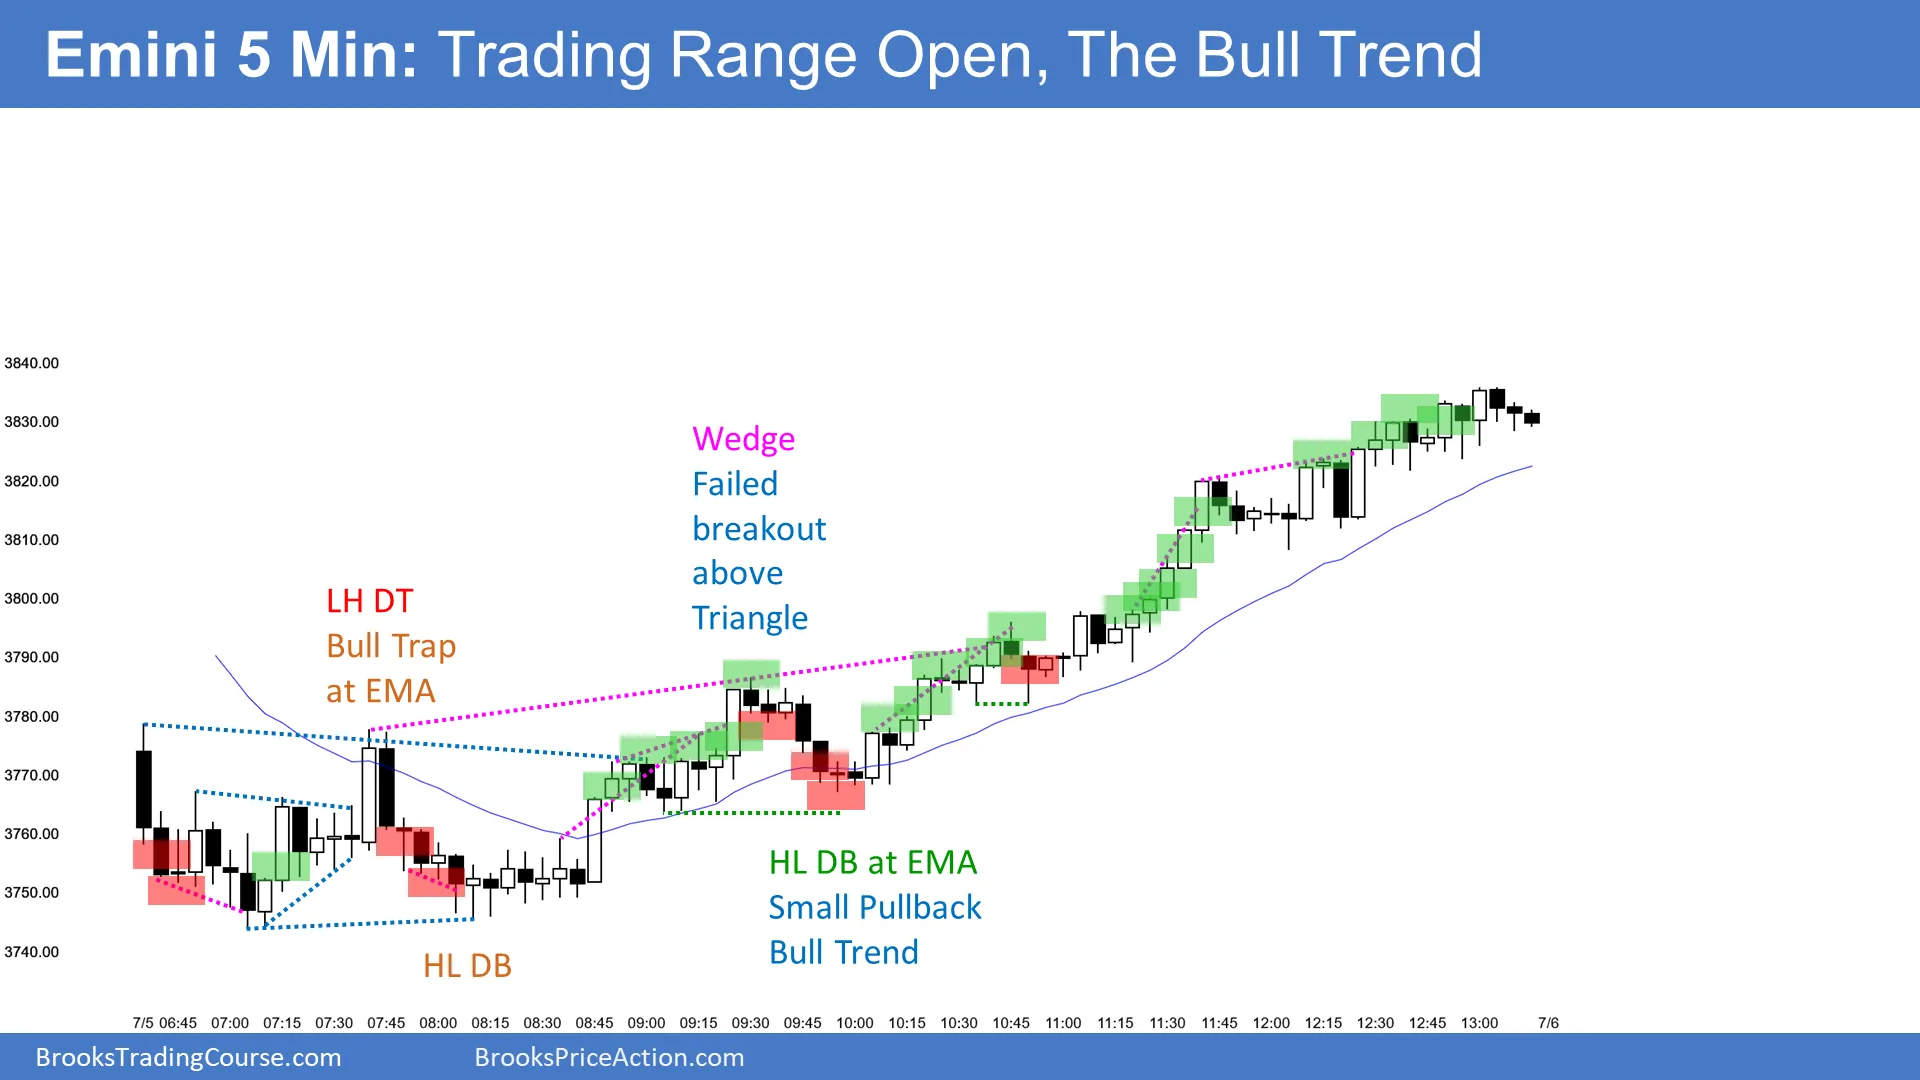 Emini 5 Min: Trading Range Open, The Bull Trend
3840.00
3830.00
3820.00
3810.00
3800.00
3790.00
3780.00
3770.00
3760.00
3750.00
3740.00
LH DT
Bull Trap
at EMA
Wedge
Failed
breakout
above
Triangle
HL DB at EMA
Small Pullback
Bull Trend
HL DB
7/5 06:45 07:00 07:15 07:30 07:45 08:00 08:15 08:30 08:45 09:00 09:15 09:30 09:45 10:00 10:15 10:30 10:45 11:00 11:15 11:30 11:45 12:00 12:15 12:30 12:45 13:00 7/6
BrooksTradingCourse.com BrooksPriceAction.com